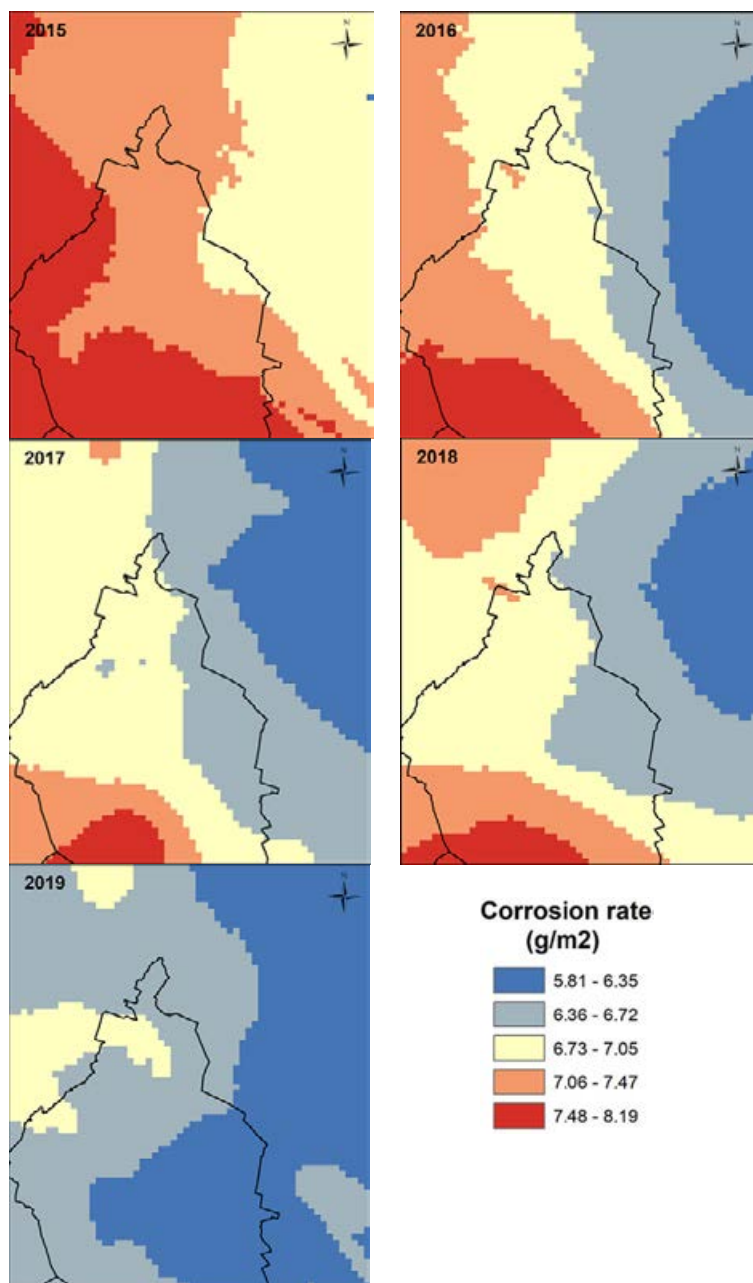 2015
N
2016
N
2017
N
2018
N
2019
N
Corrosion rate
(g/m2)
5.81 - 6.35
6.36 - 6.72
6.73 - 7.05
7.06 - 7.47
7.48 - 8.19